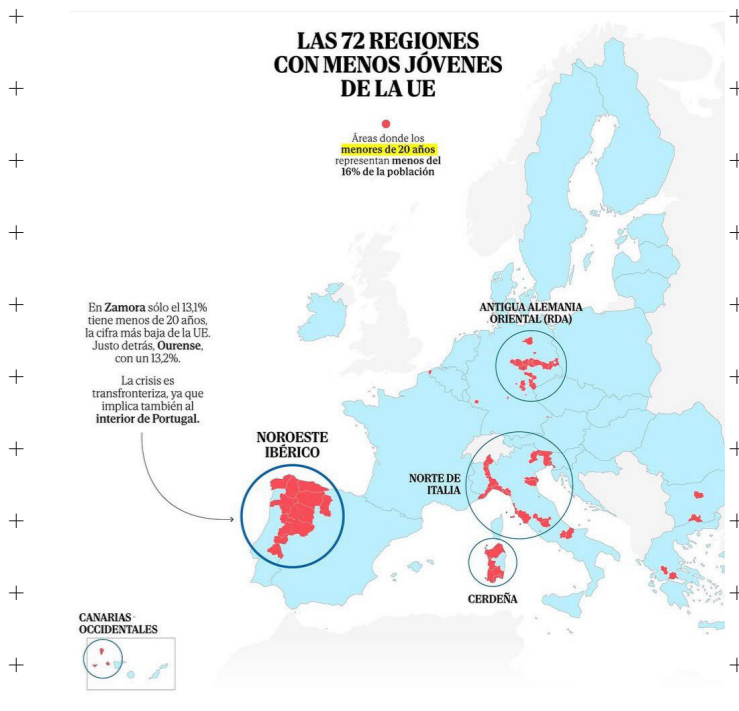 LAS 72 REGIONES
CON MENOS JÓVENES
DE LA UE
Áreas donde los
menores de 20 años
representan menos del
16% de la población
En Zamora sólo el 13,1%
tiene menos de 20 años,
la cifra más baja de la UE.
Justo detrás, Ourense,
con un 13,2%.
La crisis es
transfronteriza, ya que
implica también al
interior de Portugal.
ANTIGUA ALEMANIA
ORIENTAL (RDA)
NOROESTE
IBÉRICO
NORTE DE
ITALIA
CERDEÑA
CANARIAS
OCCIDENTALES